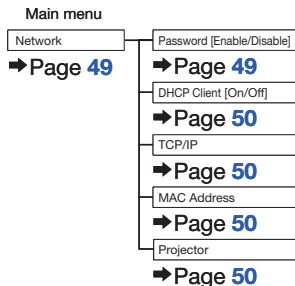 Main menu
Network
➡Page 49
Password [Enable/Disable]
➡Page 49
DHCP Client [On/Off]
➡Page 50
TCP/IP
➡Page 50
MAC Address
➡Page 50
Projector
➡Page 50